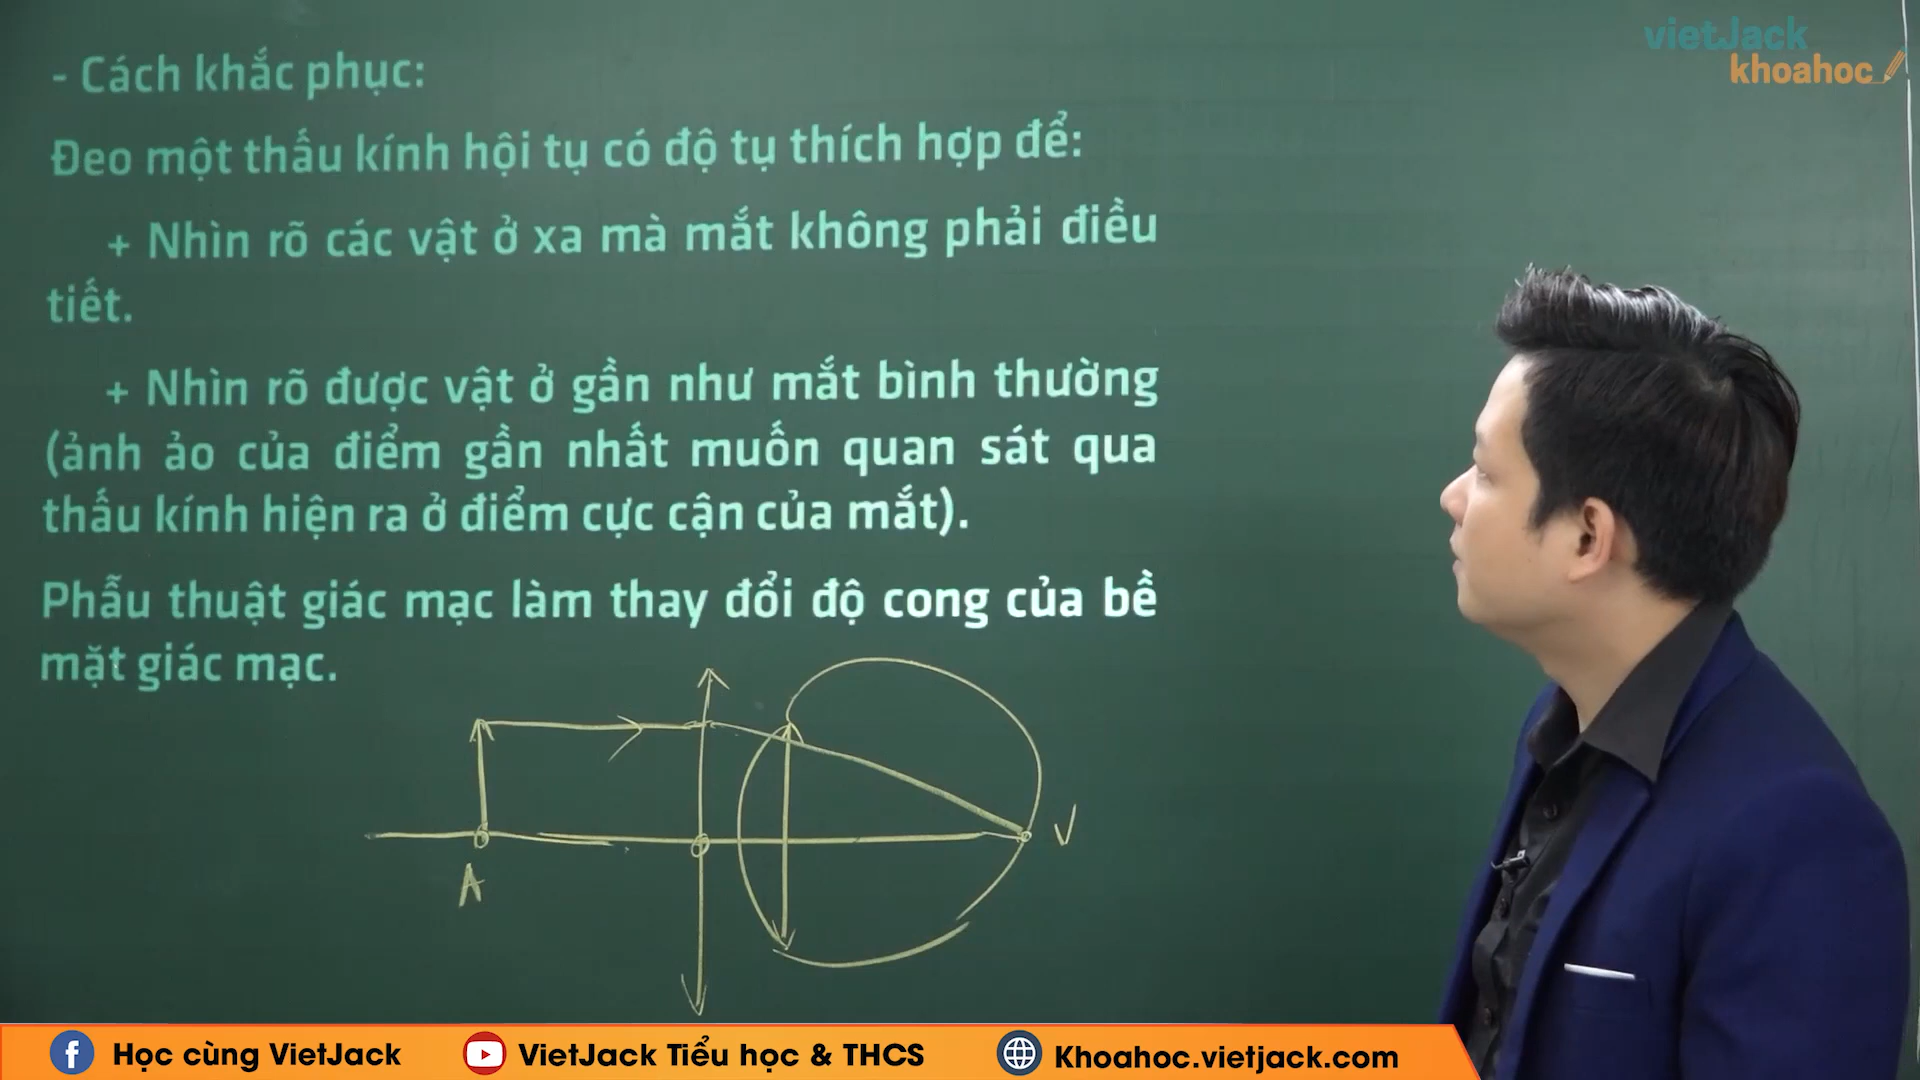 vietJack
khoahoc
- Cách khắc phục:
Đeo một thấu kính hội tụ có độ tụ thích hợp để:
+ Nhìn rõ các vật ở xa mà mắt không phải điều
tiết.
+ Nhìn rõ được vật ở gần như mắt bình thường
(ảnh ảo của điểm gần nhất muốn quan sát qua
thấu kính hiện ra ở điểm cực cận của mắt).
Phẫu thuật giác mạc làm thay đổi độ cong của bề
mặt giác mạc.
V
A
Học cùng VietJack
VietJack Tiểu học & THCS
Khoahoc.vietjack.com